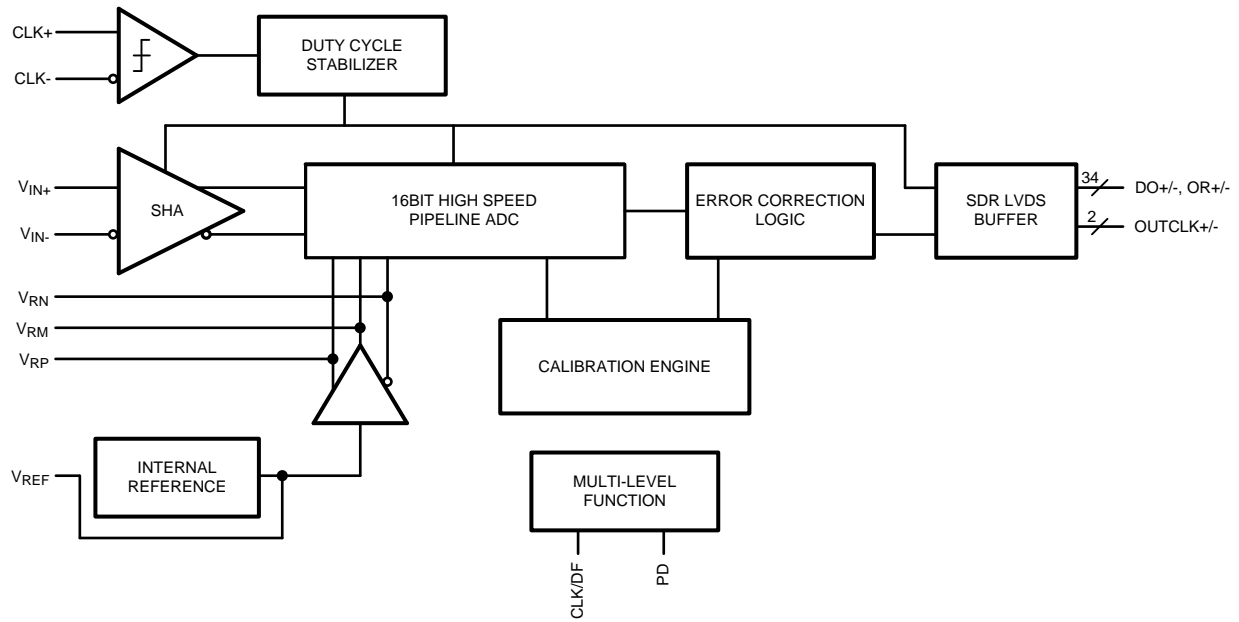 CLK+
CLK-
DUTY CYCLE
STABILIZER
VIN+
VIN-
SHA
16BIT HIGH SPEED
PIPELINE ADC
ERROR CORRECTION
LOGIC
SDR LVDS
BUFFER
34
DO+/-, OR+/-
2
OUTCLK+/-
VRN
VRM
VRP
CALIBRATION ENGINE
VREF
INTERNAL
REFERENCE
MULTI-LEVEL
FUNCTION
CLK/DF
PD